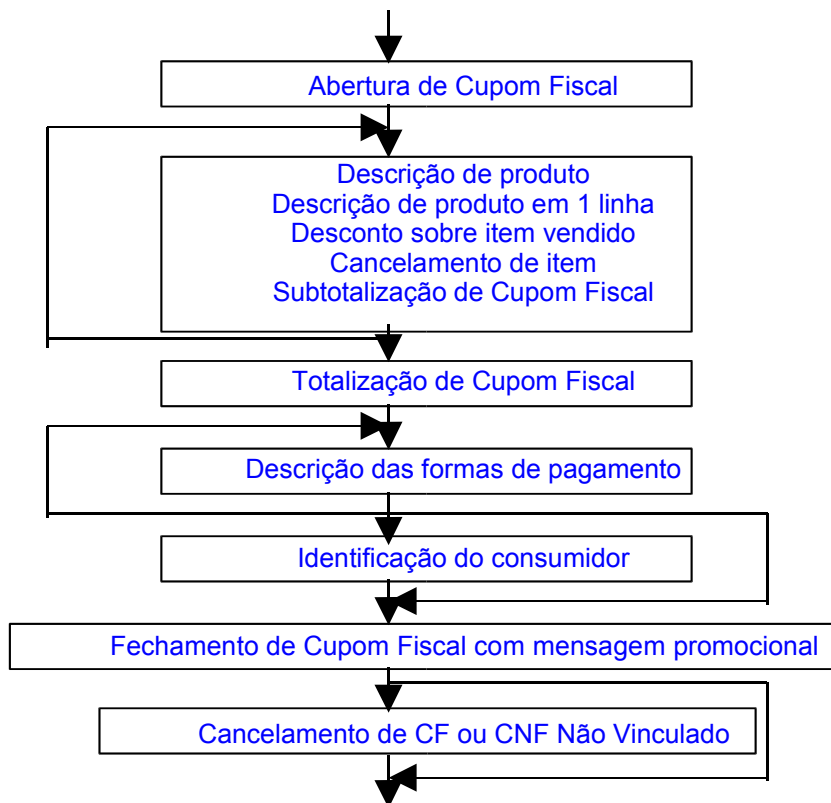 Abertura de Cupom Fiscal
Descrição de produto
Descrição de produto em 1 linha
Desconto sobre item vendido
Cancelamento de item
Subtotalização de Cupom Fiscal
Totalização de Cupom Fiscal
Descrição das formas de pagamento
Identificação do consumidor
Fechamento de Cupom Fiscal com mensagem promocional
Cancelamento de CF ou CNF Não Vinculado